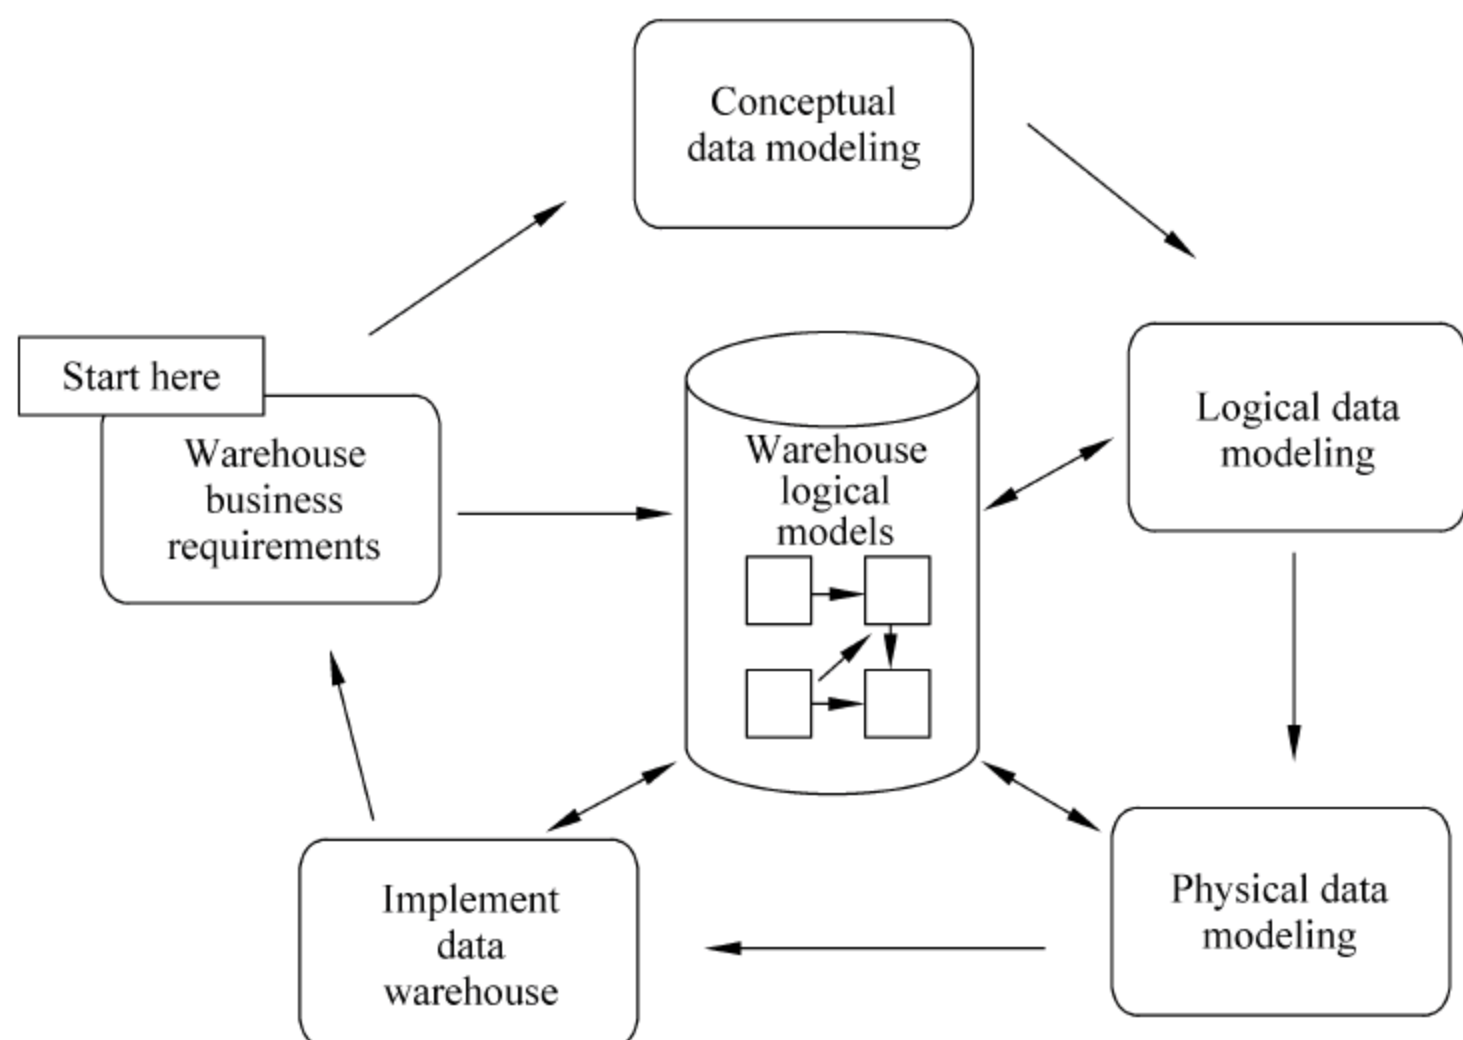 Conceptual
data modeling
Start here
Warehouse
business
requirements
Warehouse
logical
models
Logical data
modeling
Implement
data
warehouse
Physical data
modeling